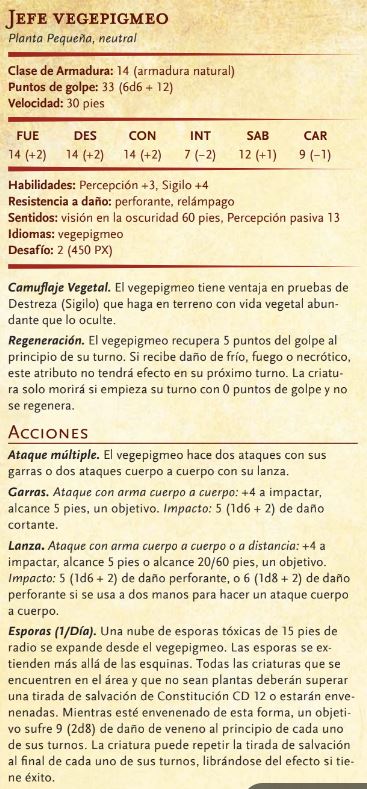 JEFE VEGEPIGMEO
Planta Pequeña, neutral
Clase de Armadura: 14 (armadura natural)
Puntos de golpe: 33 (6d6 + 12)
Velocidad: 30 pies
FUE DES CON INT SAB CAR
14 (+2) 14 (+2) 14 (+2) 7 (−2) 12 (+1) 9 (−1)
Habilidades: Percepción +3, Sigilo +4
Resistencia a daño: perforante, relámpago
Sentidos: visión en la oscuridad 60 pies, Percepción pasiva 13
Idiomas: vegepigmeo
Desafío: 2 (450 PX)
Camuflaje Vegetal. El vegepigmeo tiene ventaja en pruebas de
Destreza (Sigilo) que haga en terreno con vida vegetal abun-
dante que lo oculte.
Regeneración. El vegepigmeo recupera 5 puntos del golpe al
principio de su turno. Si recibe daño de frío, fuego o necrótico,
este atributo no tendrá efecto en su próximo turno. La criatu-
ra solo morirá si empieza su turno con 0 puntos de golpe y no
se regenera.
ACCIONES
Ataque múltiple. El vegepigmeo hace dos ataques con sus
garras o dos ataques cuerpo a cuerpo con su lanza.
Garras. Ataque con arma cuerpo a cuerpo: +4 a impactar,
alcance 5 pies, un objetivo. Impacto: 5 (1d6 + 2) de daño
cortante.
Lanza. Ataque con arma cuerpo a cuerpo o a distancia: +4 a
impactar, alcance 5 pies o alcance 20/60 pies, un objetivo.
Impacto: 5 (1d6 + 2) de daño perforante, o 6 (1d8 + 2) de daño
perforante si se usa a dos manos para hacer un ataque cuerpo
a cuerpo.
Esporas (1/Día). Una nube de esporas tóxicas de 15 pies de
radio se expande desde el vegepigmeo. Las esporas se ex-
tienden más allá de las esquinas. Todas las criaturas que se
encuentren en el área y que no sean plantas deberán superar
una tirada de salvación de Constitución CD 12 o estarán enve-
nenadas. Mientras esté envenenado de esta forma, un objeti-
vo sufre 9 (2d8) de daño de veneno al principio de cada uno
de sus turnos. La criatura puede repetir la tirada de salvación
al final de cada uno de sus turnos, librándose del efecto si tie-
ne éxito.